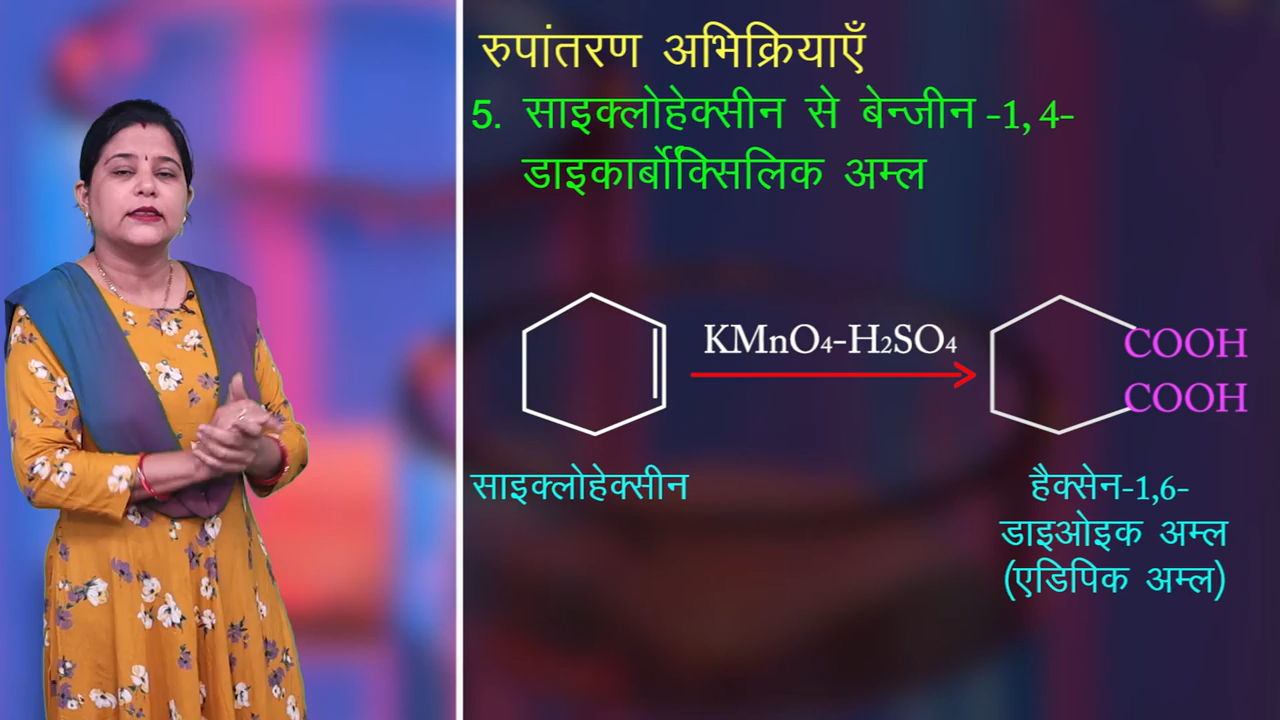 रुपांतरण अभिक्रियाएँ
5. साइक्लोहेक्सीन से बेन्जीन -1, 4-
डाइकार्बोक्सिलिक अम्ल
KMnO₄-H₂SO₄
COOH
COOH
साइक्लोहेक्सीन
हैक्सेन-1,6-
डाइओइक अम्ल
(एडिपिक अम्ल)